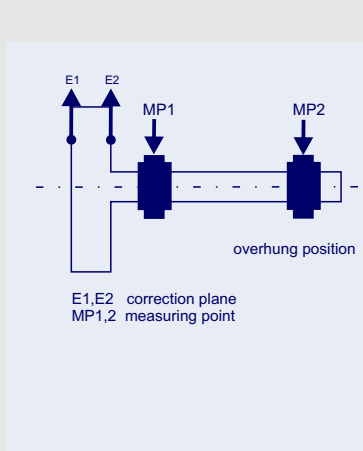 E1 E2
MP1 MP2
overhung position
E1,E2 correction plane
MP1,2 measuring point